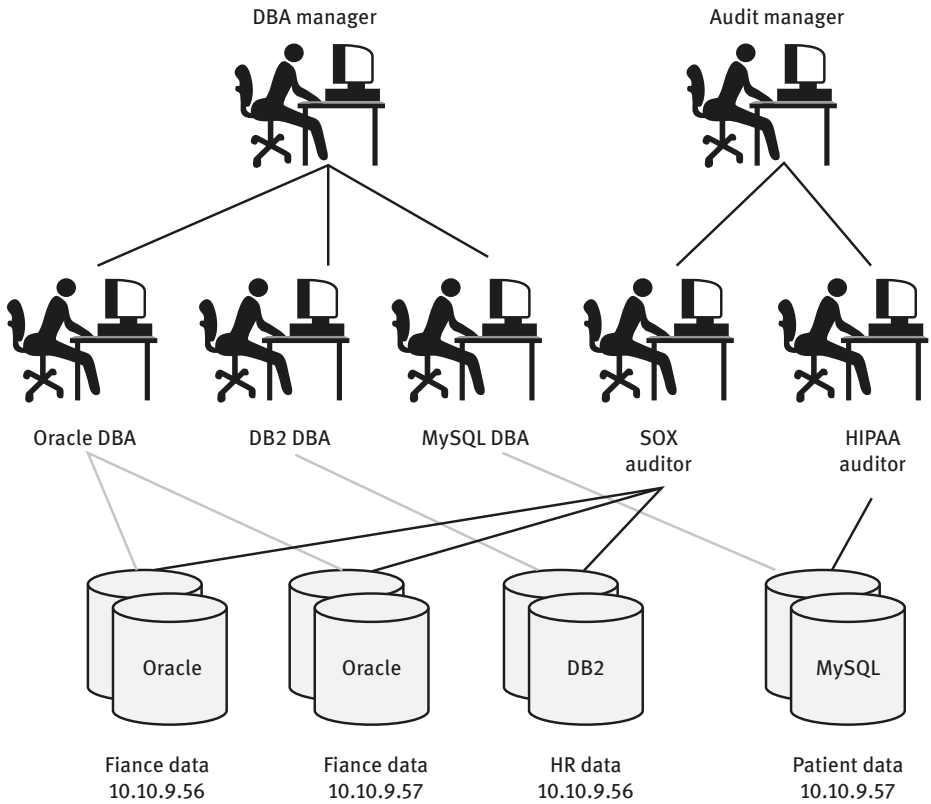 DBA manager
Audit manager
Oracle DBA
DB2 DBA
MySQL DBA
SOX
auditor
HIPAA
auditor
Oracle
Oracle
DB2
MySQL
Fiance data
10.10.9.56
Fiance data
10.10.9.57
HR data
10.10.9.56
Patient data
10.10.9.57